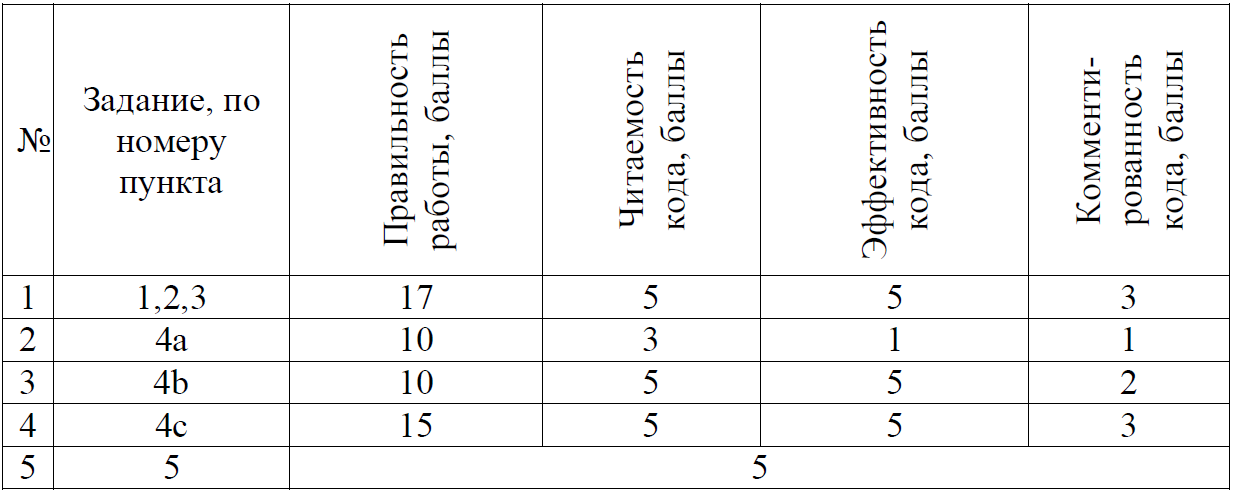 №
Задание, по
номеру
пункта
Правильность
работы, баллы
Читаемость
кода, баллы
Эффективность
кода, баллы
Комменти-
рованность
кода, баллы
1 1,2,3 17 5 5 3
2 4a 10 3 1 1
3 4b 10 5 5 2
4 4c 15 5 5 3
5 5 5